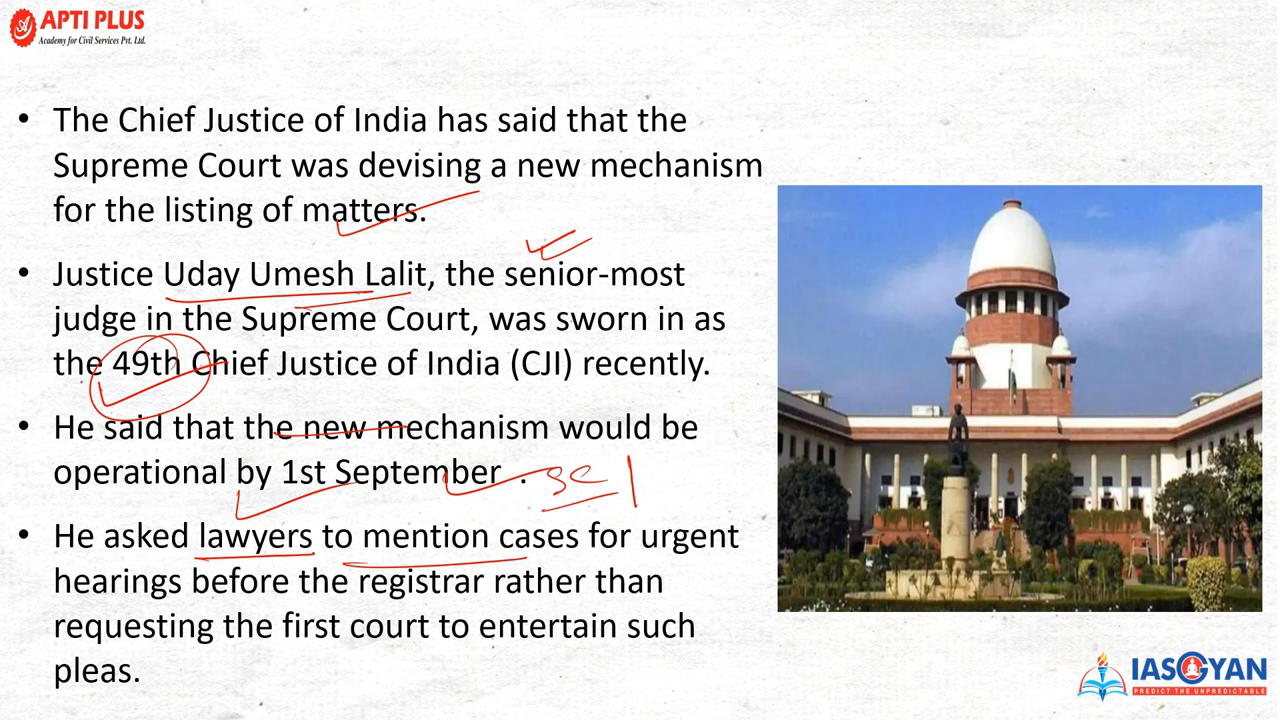 APTI PLUS
Academy for Civil Services Pvt. Ltd.
• The Chief Justice of India has said that the
Supreme Court was devising a new mechanism
for the listing of matters.
• Justice Uday Umesh Lalit, the senior-most
judge in the Supreme Court, was sworn in as
the 49th Chief Justice of India (CJI) recently.
• He said that the new mechanism would be
operational by 1st September .
• He asked lawyers to mention cases for urgent
hearings before the registrar rather than
requesting the first court to entertain such
pleas.
IASGYAN
PREDICT THE UNPREDICTABLE